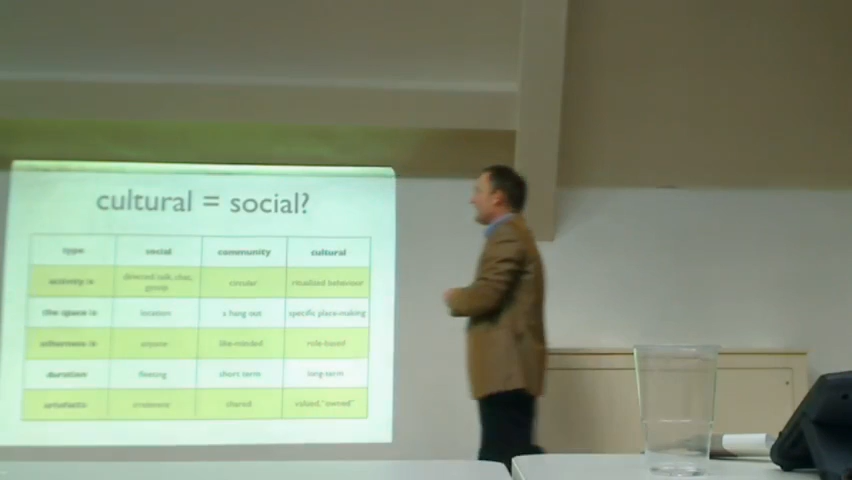 cultural = social?
type social community cultural
activity is directed talk, chat, circular ritualized behaviour
gossip
the space is location a hang out specific place-making
otherness is anyone like-minded role-based
duration fleeting short term long-term
shared valued, "owned"